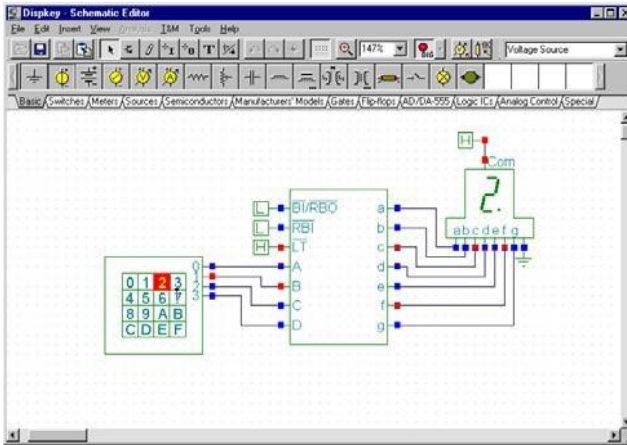 Dispkey - Schematic Editor
File Edit Insert View Analysis T&M Tools Help
147% Voltage Source
Basic Switches Meters Sources Semiconductors Manufacturers' Models Gates Flip-flops AD/DA-555 Logic ICs Analog Control Special
H
Com
2.
L BI/RBO a
L RBI b
H LT c
abcdefg
0 A d
1 B e
2 C f
3 D g
0 1 2 3
4 5 6 7
8 9 A B
C D E F